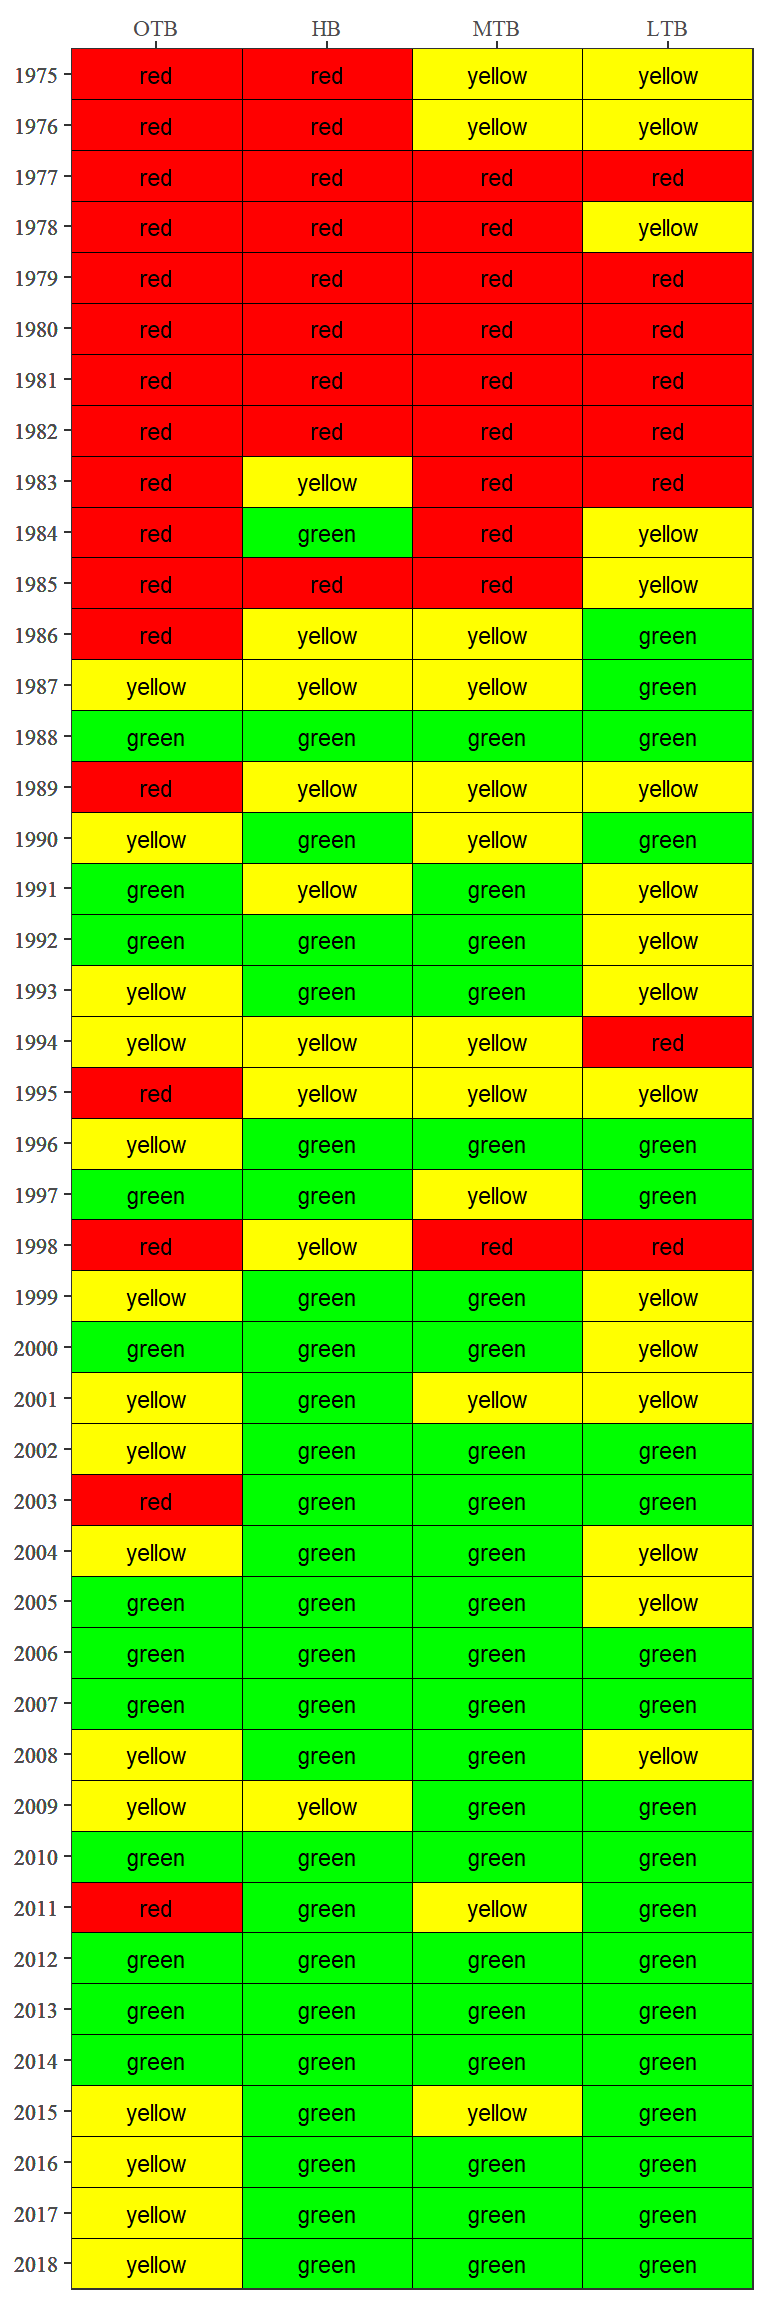 OTB HB MTB LTB
1975 red red yellow yellow
1976 red red yellow yellow
1977 red red red red
1978 red red red yellow
1979 red red red red
1980 red red red red
1981 red red red red
1982 red red red red
1983 red yellow red red
1984 red green red yellow
1985 red red red yellow
1986 red yellow yellow green
1987 yellow yellow yellow green
1988 green green green green
1989 red yellow yellow yellow
1990 yellow green yellow green
1991 green yellow green yellow
1992 green green green yellow
1993 yellow green green yellow
1994 yellow yellow yellow red
1995 red yellow yellow yellow
1996 yellow green green green
1997 green green yellow green
1998 red yellow red red
1999 yellow green green yellow
2000 green green green yellow
2001 yellow green yellow yellow
2002 yellow green green green
2003 red green green green
2004 yellow green green yellow
2005 green green green yellow
2006 green green green green
2007 green green green green
2008 yellow green green yellow
2009 yellow yellow green green
2010 green green green green
2011 red green yellow green
2012 green green green green
2013 green green green green
2014 green green green green
2015 yellow green yellow green
2016 yellow green green green
2017 yellow green green green
2018 yellow green green green